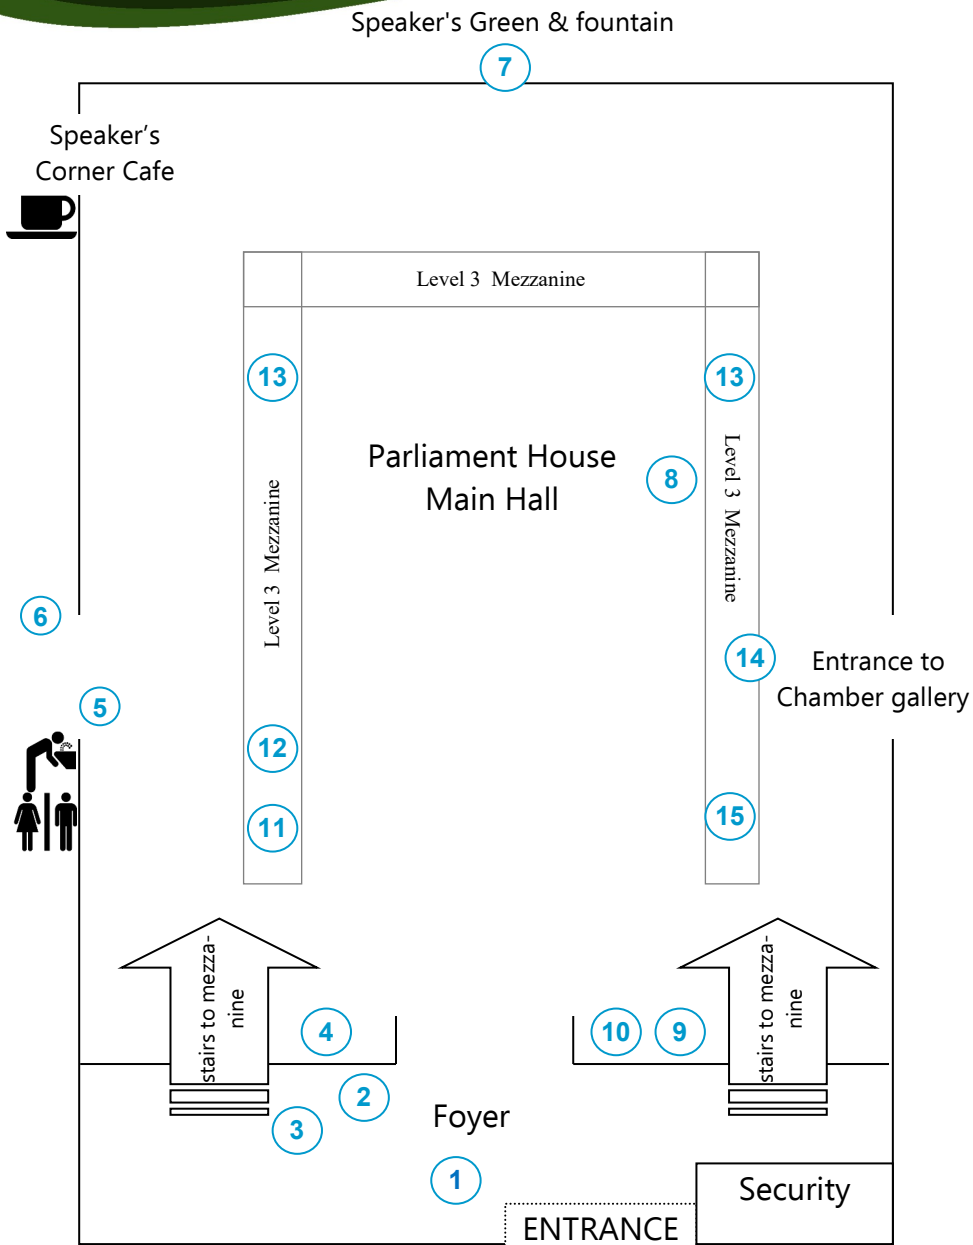 Speaker's Green & fountain
7
Speaker’s
Corner Cafe
Level 3 Mezzanine
13
13
Parliament House
Main Hall
8
Level 3 Mezzanine
Level 3 Mezzanine
6
14
Entrance to
Chamber gallery
5
12
11
15
stairs to mezza-
nine
stairs to mezza-
nine
4
10
9
2
3
Foyer
1
Security
ENTRANCE